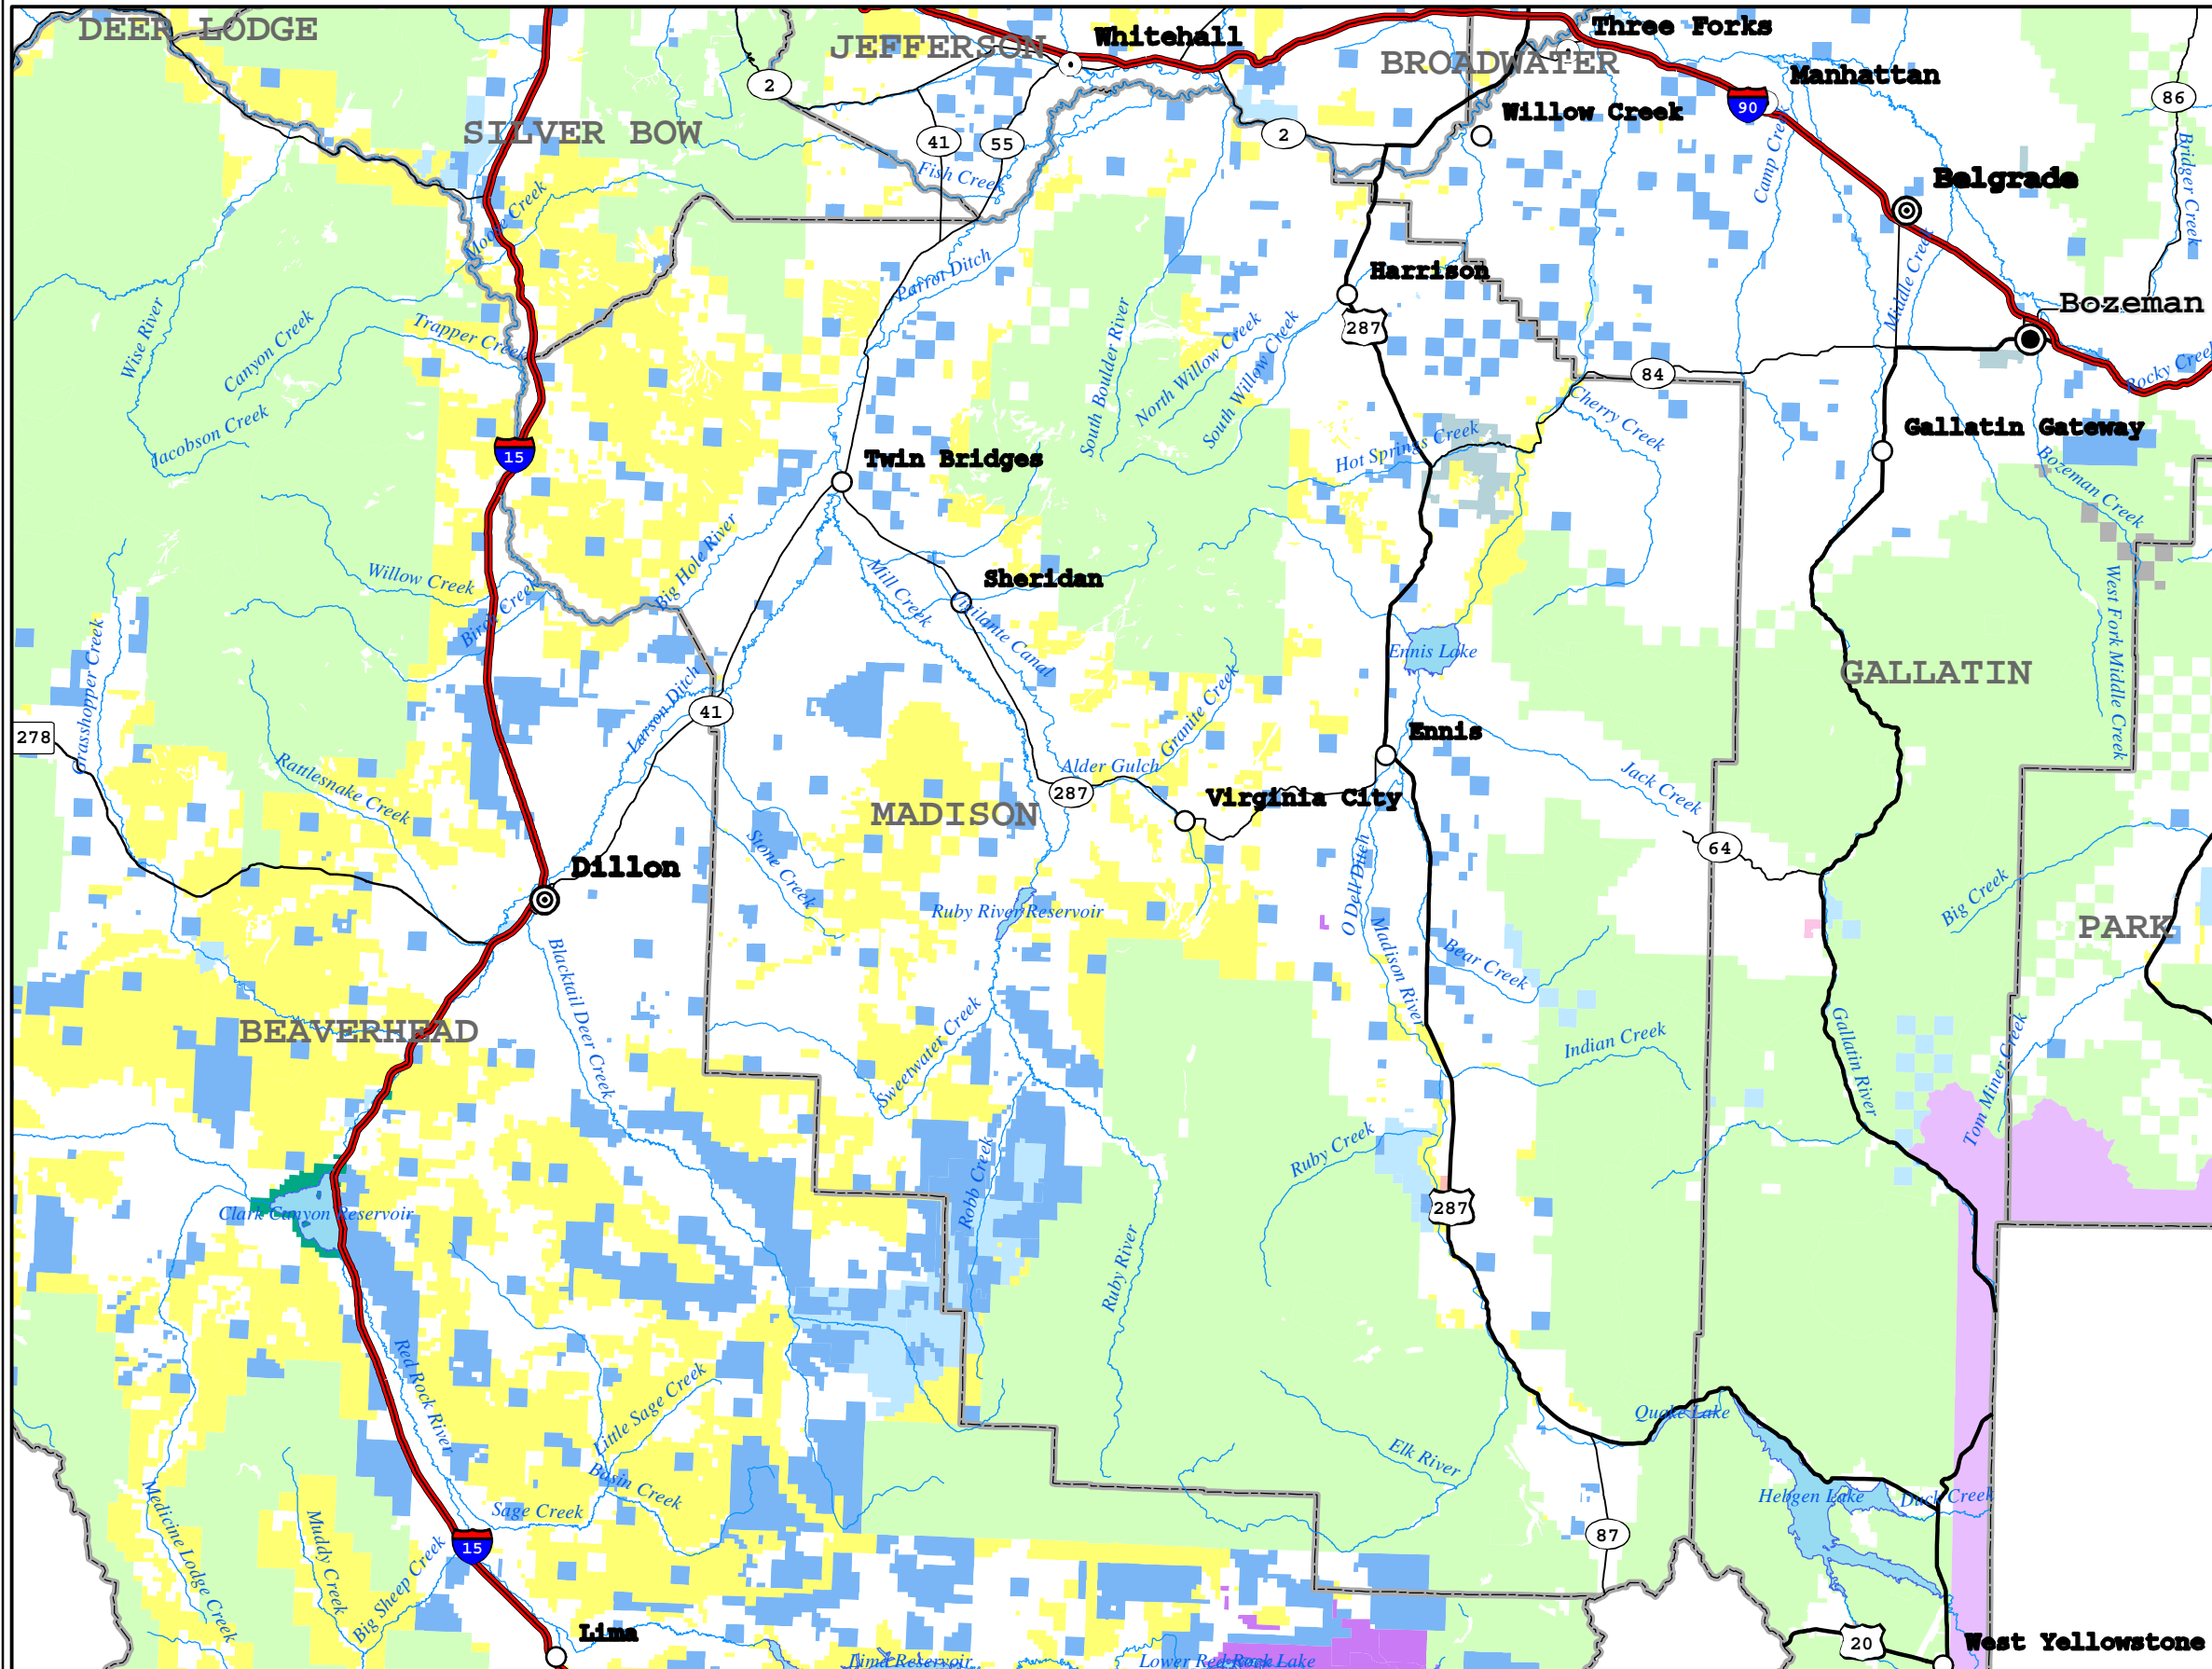 DEER LODGE
JEFFERSON
Whitehall
BROADWATER
Three Forks
Manhattan
2
90
86
SILVER BOW
41
55
2
Willow Creek
Camp Creek
Bridger Creek
Fish Creek
Belgrade
Moose Creek
Parrot Ditch
Harrison
Middle Creek
Bozeman
Wise River
Canyon Creek
Trapper Creek
South Boulder River
North Willow Creek
South Willow Creek
287
84
Rocky Creek
Jacobson Creek
Cherry Creek
Hot Springs Creek
Gallatin Gateway
15
Twin Bridges
Bozeman Creek
Willow Creek
Birch Creek
Big Hole River
Mill Creek
Sheridan
Vigilante Canal
West Fork Middle Creek
Grasshopper Creek
Ennis Lake
GALLATIN
Larson Ditch
41
278
Granite Creek
Ennis
Rattlesnake Creek
Alder Gulch
Jack Creek
287
Virginia City
MADISON
Stone Creek
64
O Dell Ditch
Dillon
Big Creek
Ruby River Reservoir
PARK
Blacktail Deer Creek
Madison River
Bear Creek
BEAVERHEAD
Sweetwater Creek
Indian Creek
Gallatin River
Tom Miner Creek
Ruby Creek
Robb Creek
Clark Canyon Reservoir
287
Ruby River
Red Rock River
Little Sage Creek
Quake Lake
Elk River
Basin Creek
Hebgen Lake
Duck Creek
Medicine Lodge Creek
Muddy Creek
Sage Creek
15
Big Sheep Creek
87
Lima
20
West Yellowstone
Lima Reservoir
Lower Red Rock Lake